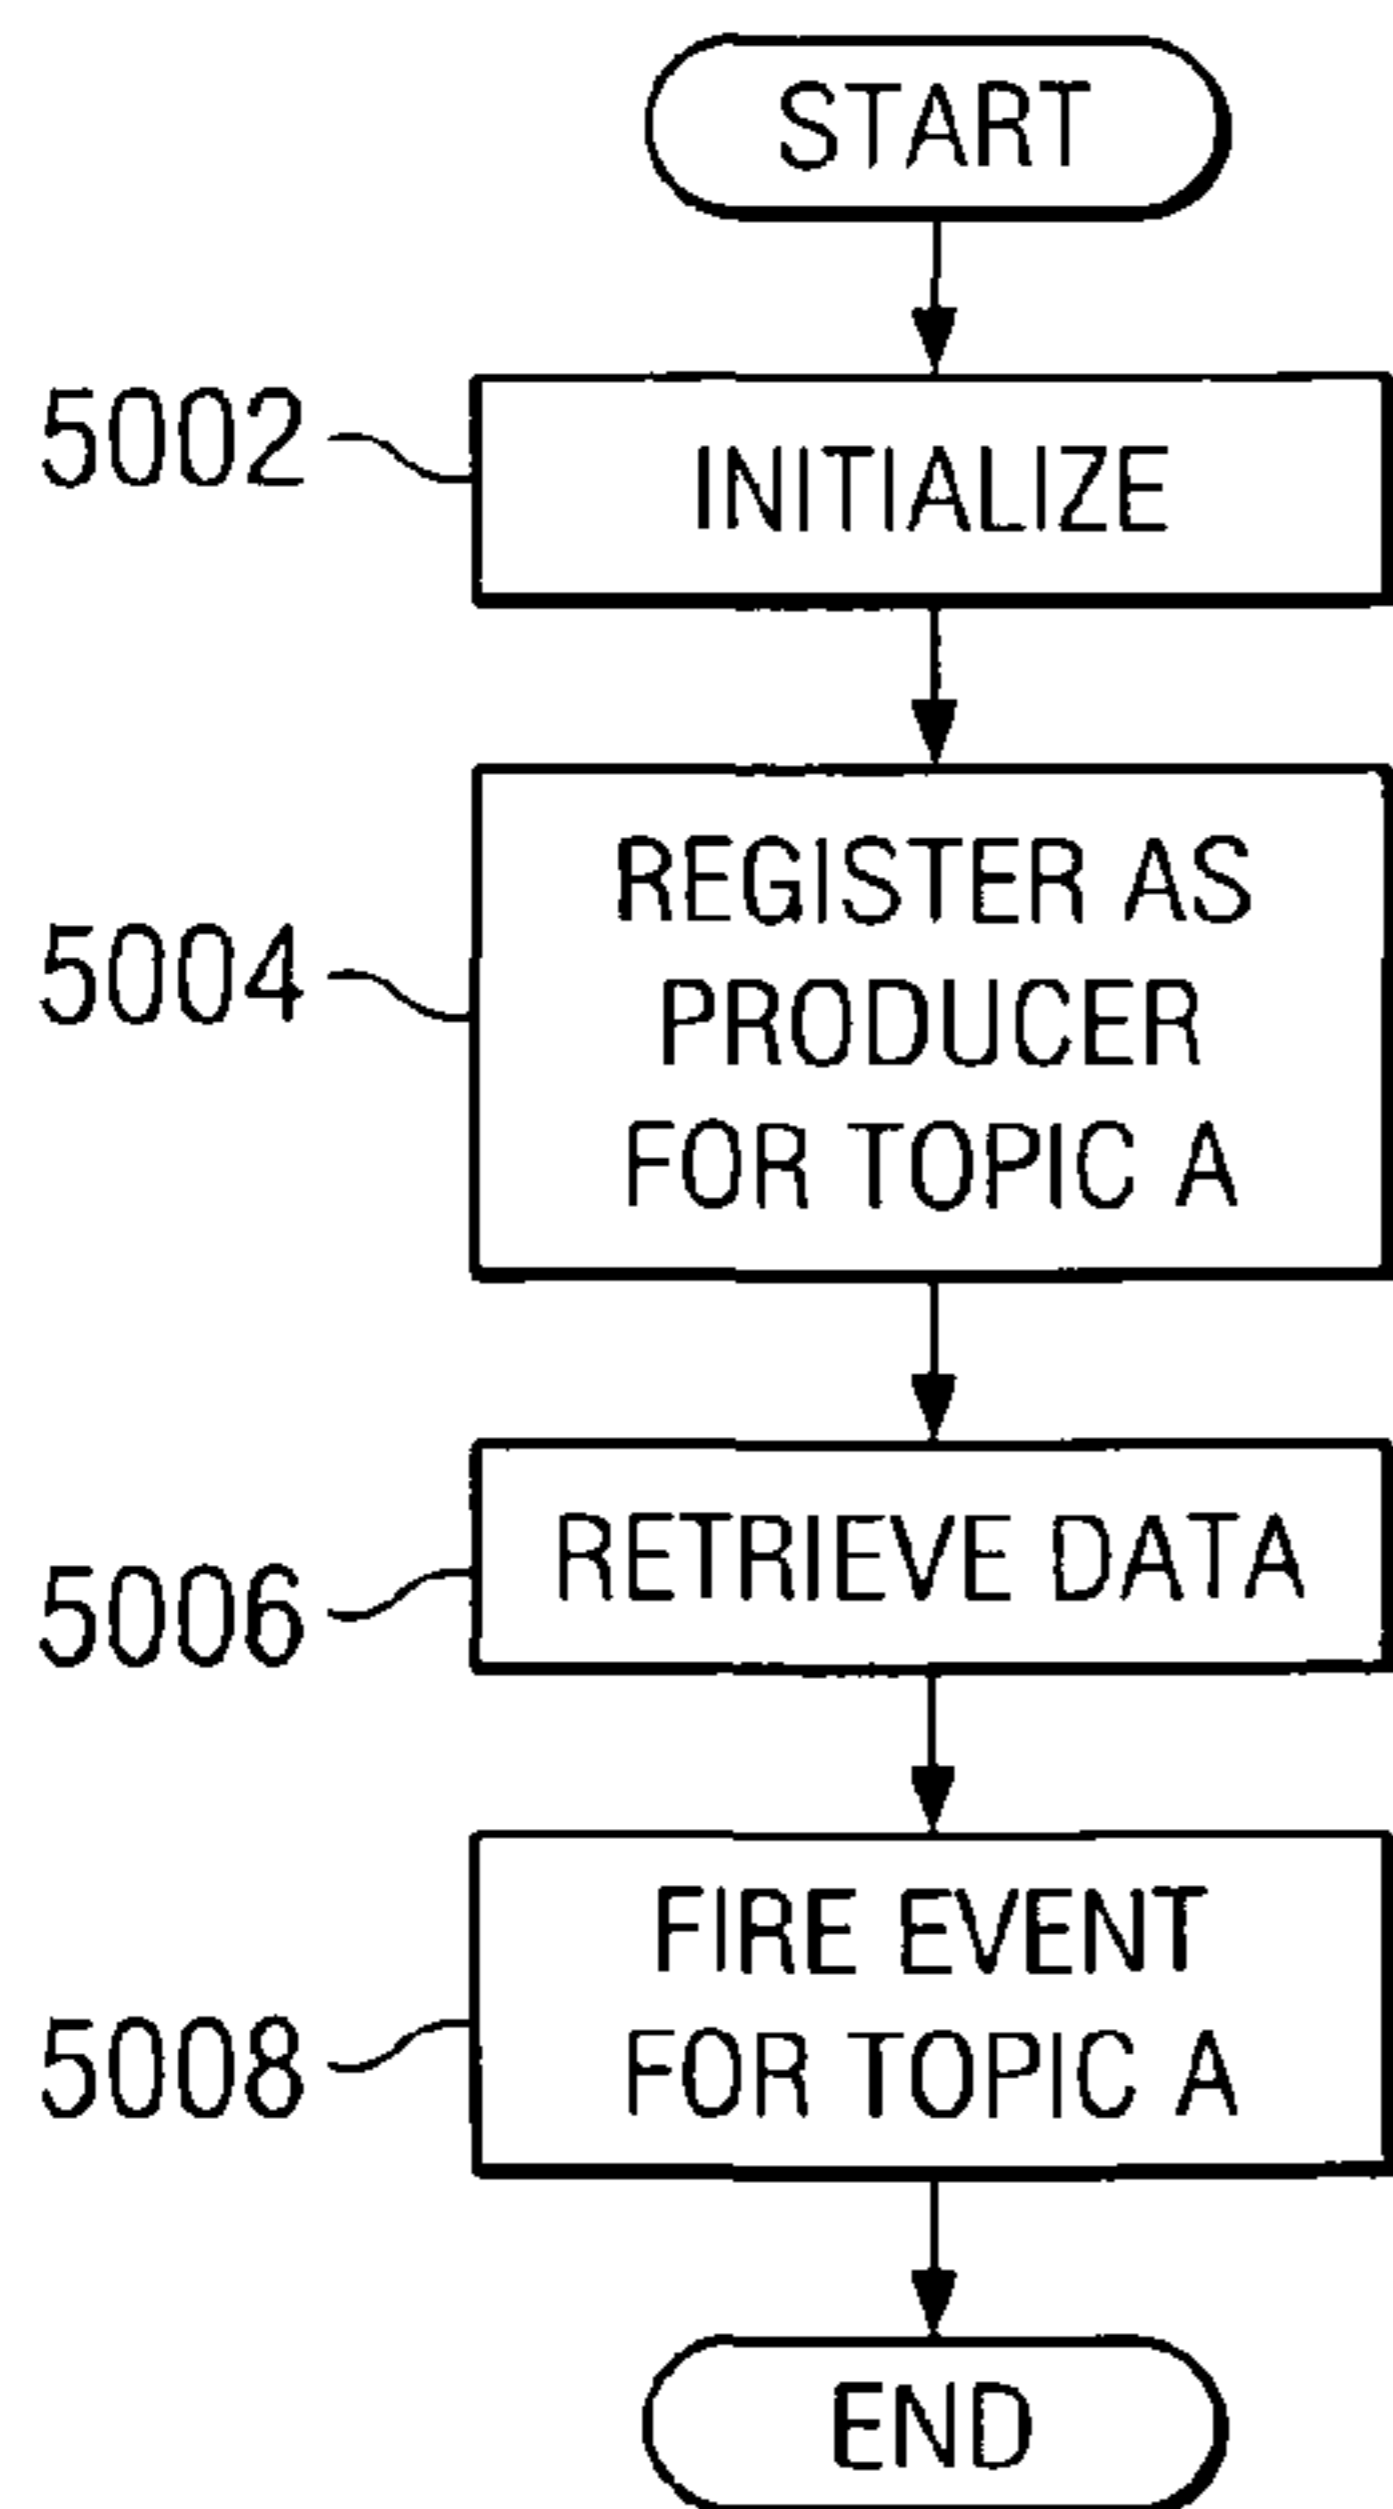 START
5002
INITIALIZE
5004
REGISTER AS
PRODUCER
FOR TOPIC A
5006
RETRIEVE DATA
5008
FIRE EVENT
FOR TOPIC A
END